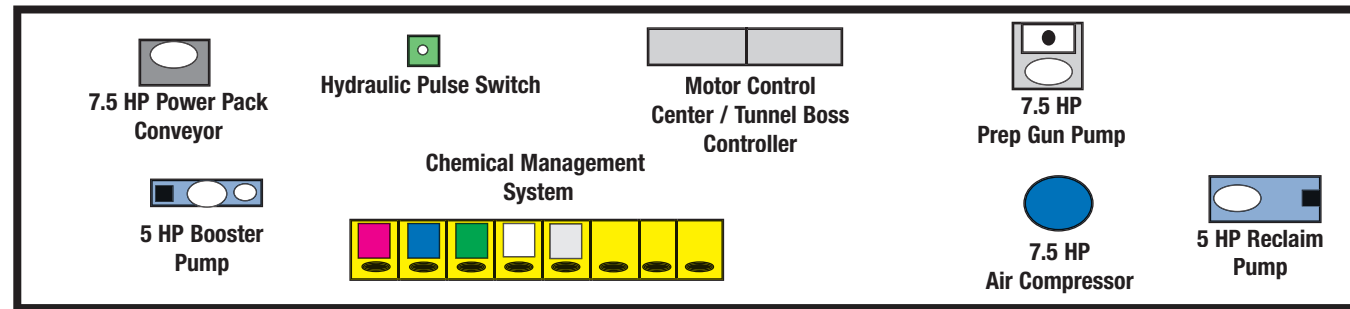 7.5 HP Power Pack
Conveyor
Hydraulic Pulse Switch
Motor Control
Center / Tunnel Boss
Controller
7.5 HP
Prep Gun Pump
Chemical Management
System
5 HP Booster
Pump
7.5 HP
Air Compressor
5 HP Reclaim
Pump